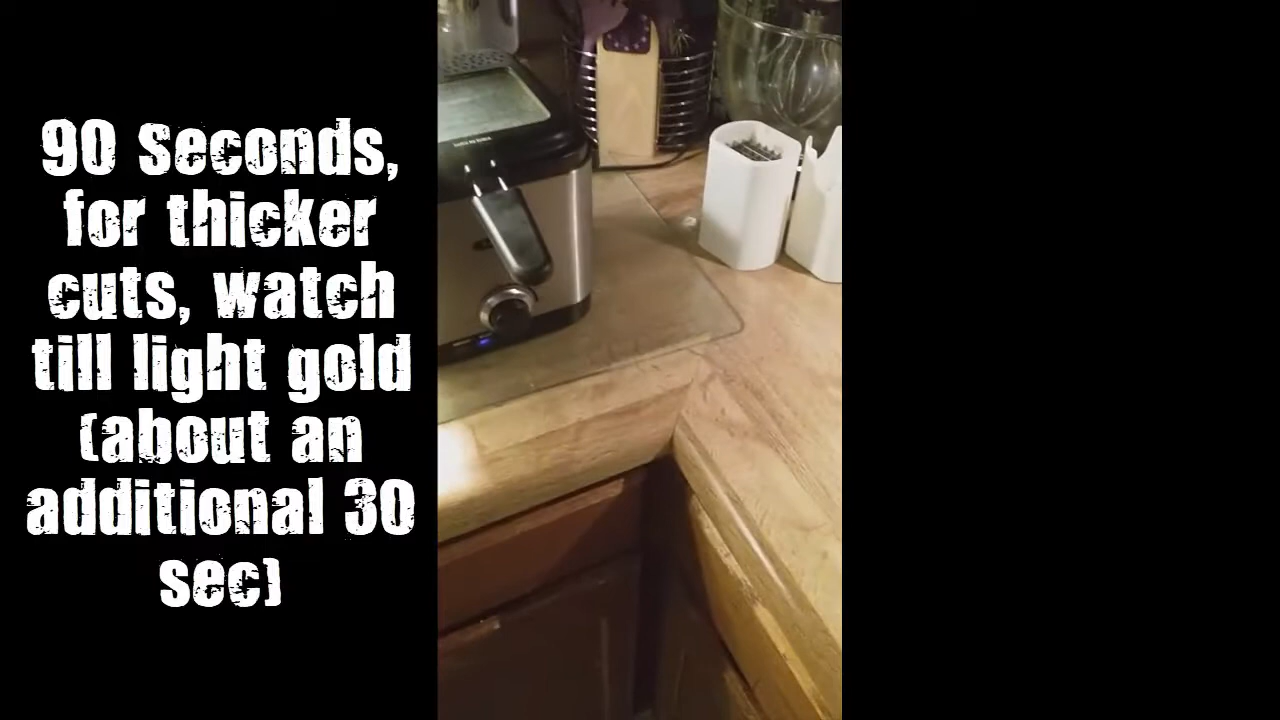 90 Seconds,
for thicker
cuts, watch
till light gold
(about an
additional 30
sec)